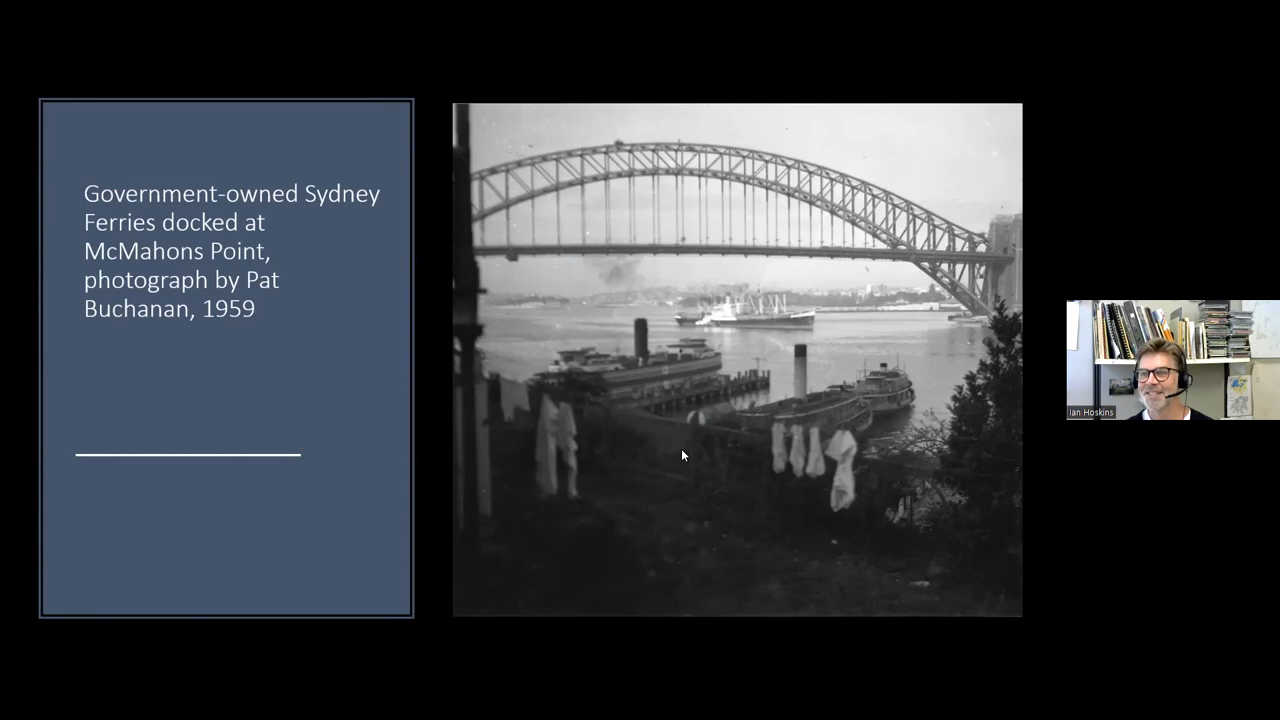 Government-owned Sydney
Ferries docked at
McMahons Point,
photograph by Pat
Buchanan, 1959
Ian Hoskins